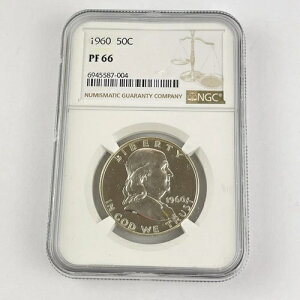 1960 50C
PF 66
6945587-004
NUMISMATIC GUARANTY COMPANY
NGC
LIBERTY
1960
IN GOD WE TRUST